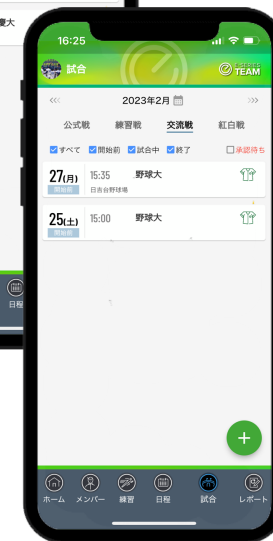 慶大
日程
16:25
試合
TEAM
2023年2月
公式戦 練習戦 交流戦 紅白戦
すべて 開始前 試合中 終了 承認待ち
27(月) 15:35 野球大
開始前 日吉台野球場
25(土) 15:00 野球大
開始前
+
ホーム メンバー 練習 日程 試合 レポート